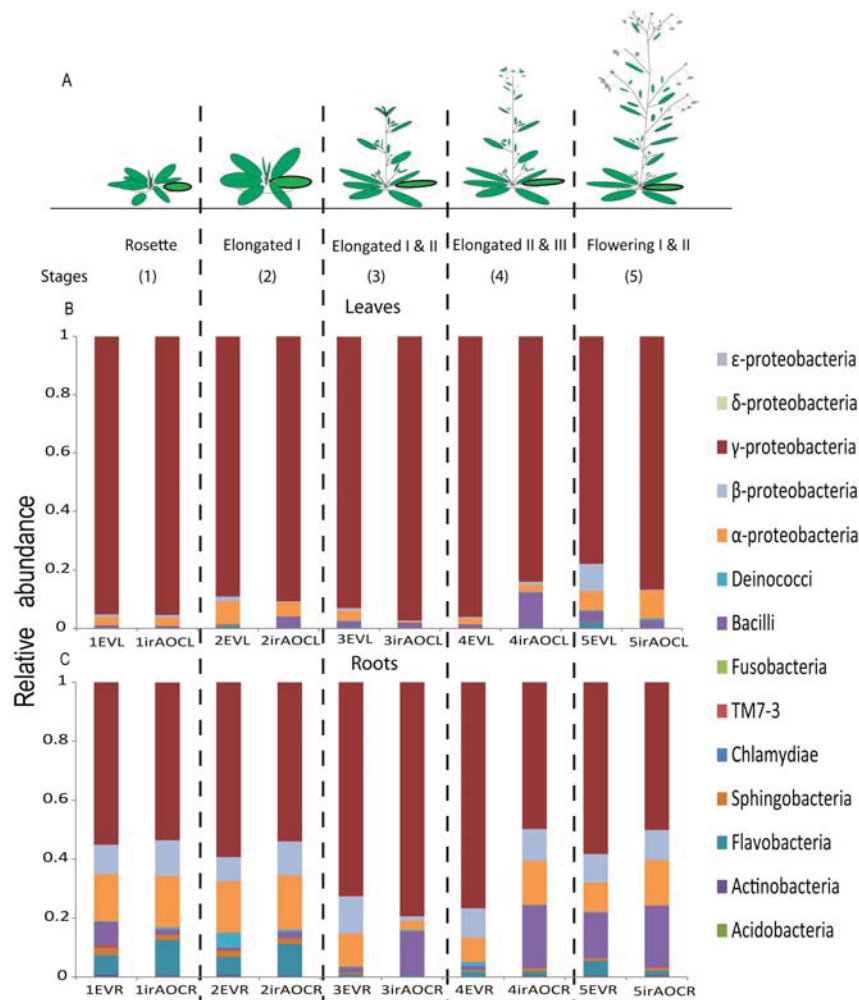 A
Rosette Elongated I Elongated I & II Elongated II & III Flowering I & II
Stages (1) (2) (3) (4) (5)
B Leaves
1
0.8
0.6
0.4
0.2
0
1EVL 1irAOCL 2EVL 2irAOCL 3EVL 3irAOCL 4EVL 4irAOCL 5EVL 5irAOCL
Relative abundance
C Roots
1
0.8
0.6
0.4
0.2
0
1EVR 1irAOCR 2EVR 2irAOCR 3EVR 3irAOCR 4EVR 4irAOCR 5EVR 5irAOCR
ε-proteobacteria
δ-proteobacteria
γ-proteobacteria
β-proteobacteria
α-proteobacteria
Deinococci
Bacilli
Fusobacteria
TM7-3
Chlamydiae
Sphingobacteria
Flavobacteria
Actinobacteria
Acidobacteria